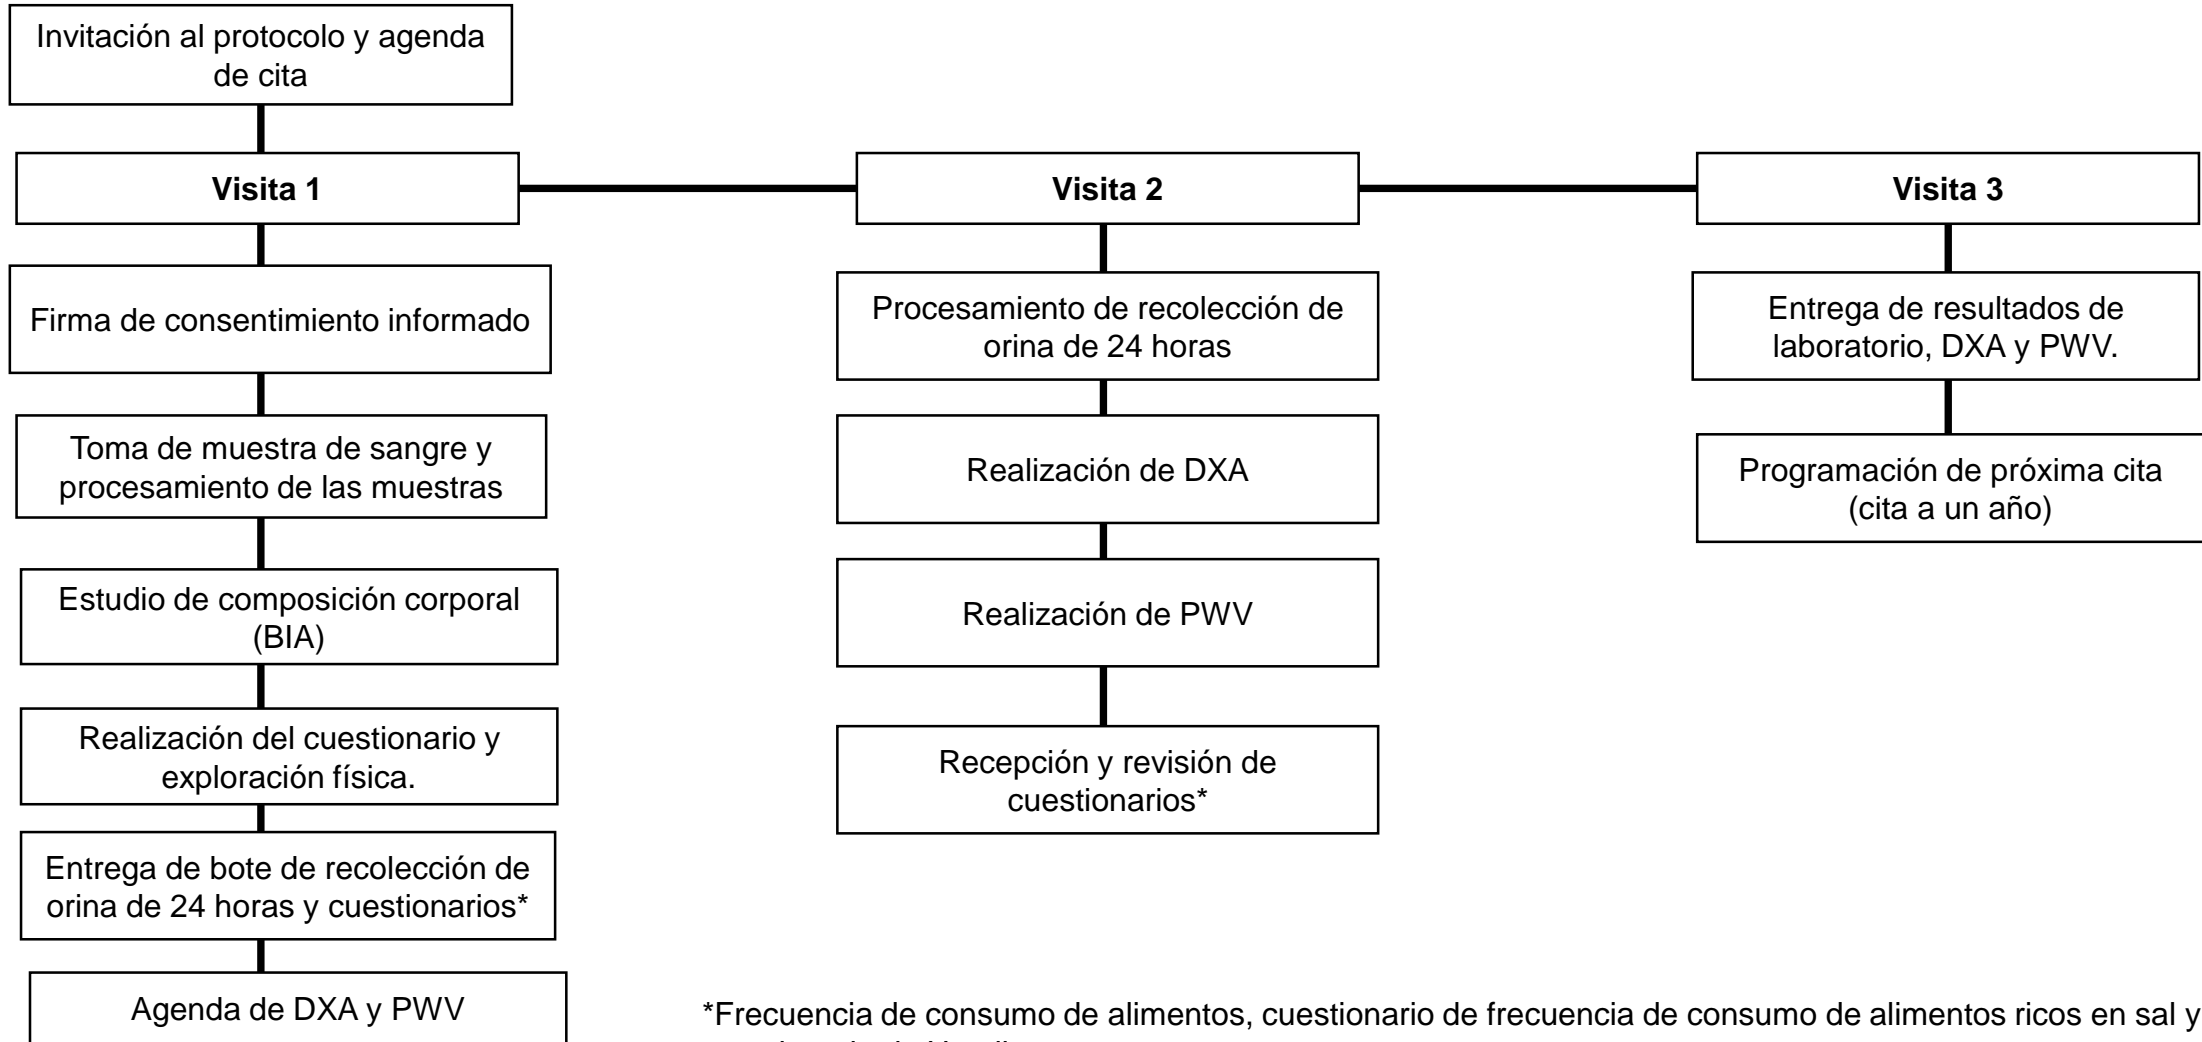 Invitación al protocolo y agenda
de cita
Visita 1
Visita 2
Visita 3
Firma de consentimiento informado
Toma de muestra de sangre y
procesamiento de las muestras
Estudio de composición corporal
(BIA)
Realización del cuestionario y
exploración física.
Entrega de bote de recolección de
orina de 24 horas y cuestionarios*
Agenda de DXA y PWV
Procesamiento de recolección de
orina de 24 horas
Realización de DXA
Realización de PWV
Recepción y revisión de
cuestionarios*
Entrega de resultados de
laboratorio, DXA y PWV.
Programación de próxima cita
(cita a un año)
*Frecuencia de consumo de alimentos, cuestionario de frecuencia de consumo de alimentos ricos en sal y